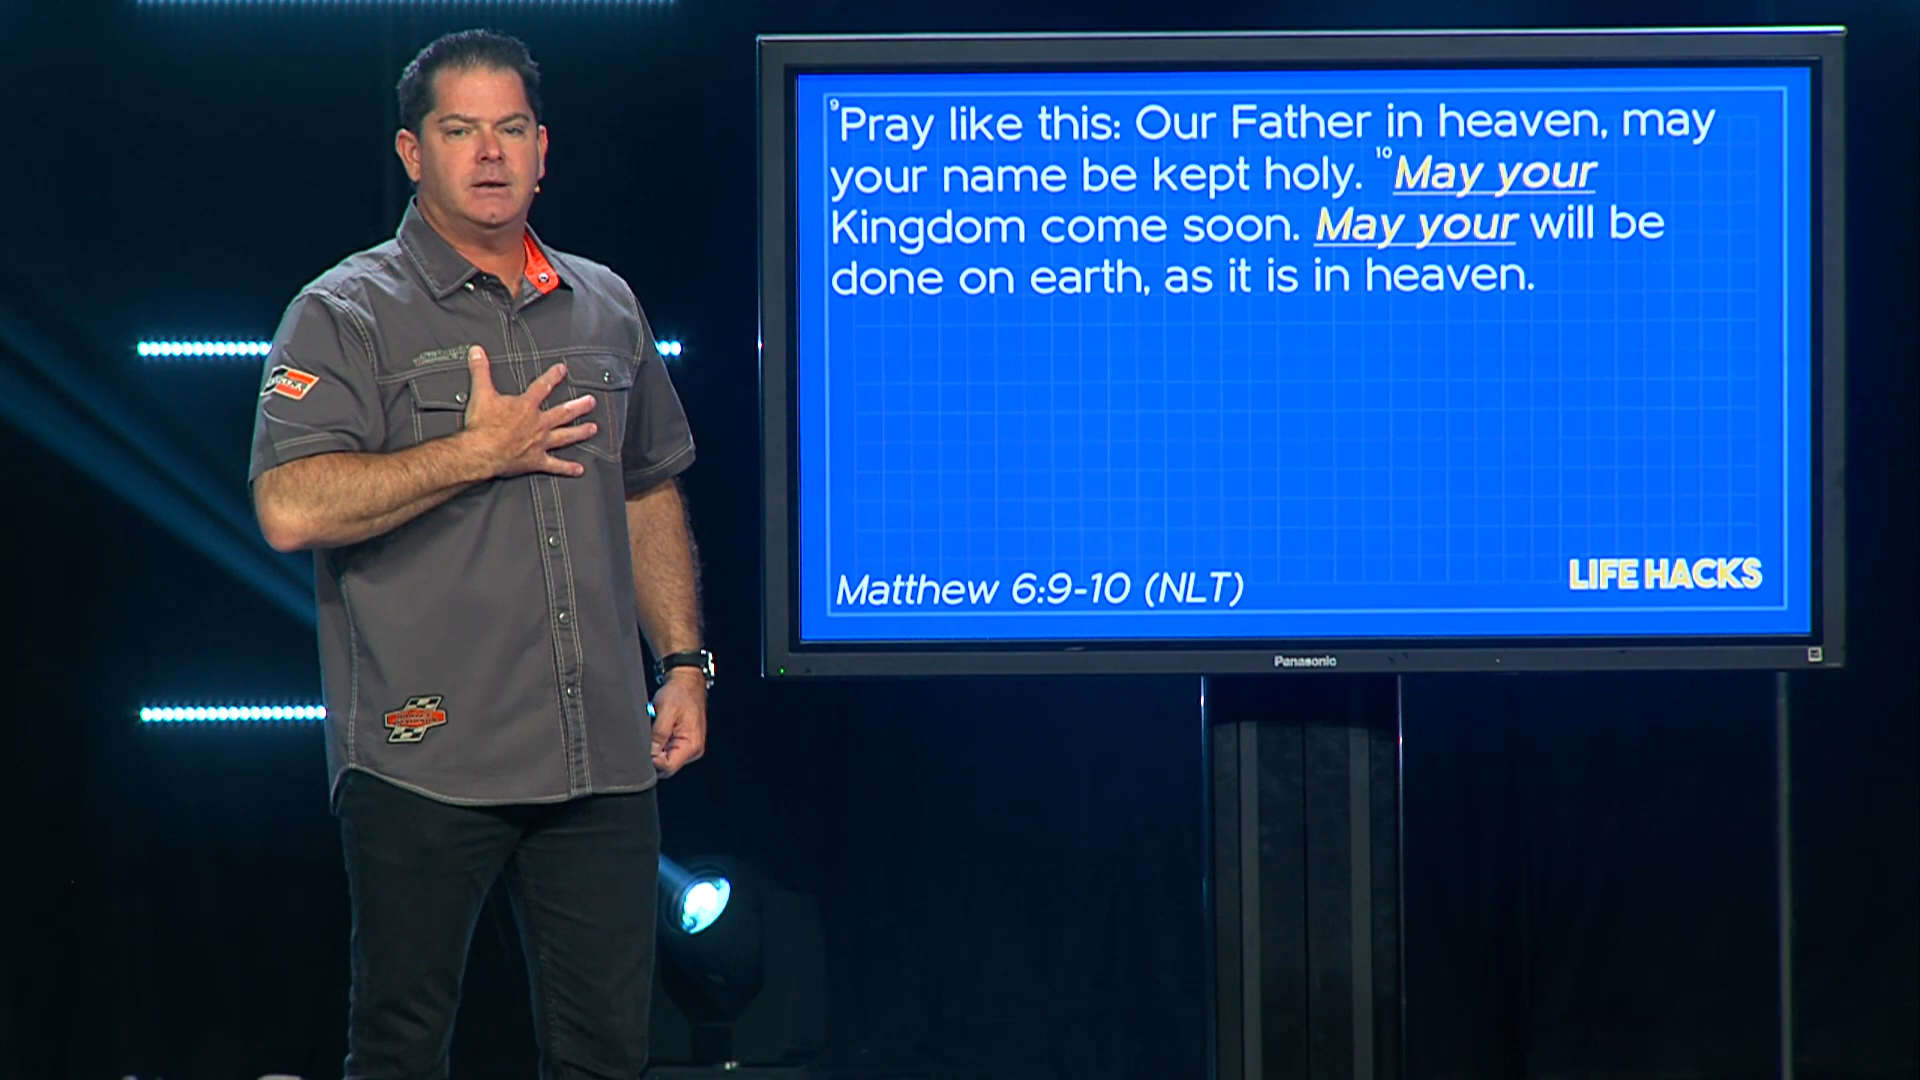 ⁹Pray like this: Our Father in heaven, may
your name be kept holy. ¹⁰May your
Kingdom come soon. May your will be
done on earth, as it is in heaven.
Matthew 6:9-10 (NLT)
LIFE HACKS
Panasonic